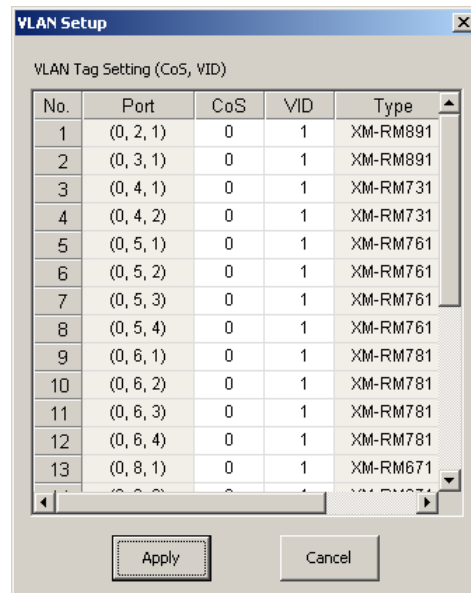 VLAN Setup
VLAN Tag Setting (CoS, VID)
No. Port CoS VID Type
1 (0, 2, 1) 0 1 XM-RM891
2 (0, 3, 1) 0 1 XM-RM891
3 (0, 4, 1) 0 1 XM-RM731
4 (0, 4, 2) 0 1 XM-RM731
5 (0, 5, 1) 0 1 XM-RM761
6 (0, 5, 2) 0 1 XM-RM761
7 (0, 5, 3) 0 1 XM-RM761
8 (0, 5, 4) 0 1 XM-RM761
9 (0, 6, 1) 0 1 XM-RM781
10 (0, 6, 2) 0 1 XM-RM781
11 (0, 6, 3) 0 1 XM-RM781
12 (0, 6, 4) 0 1 XM-RM781
13 (0, 8, 1) 0 1 XM-RM671
Apply Cancel